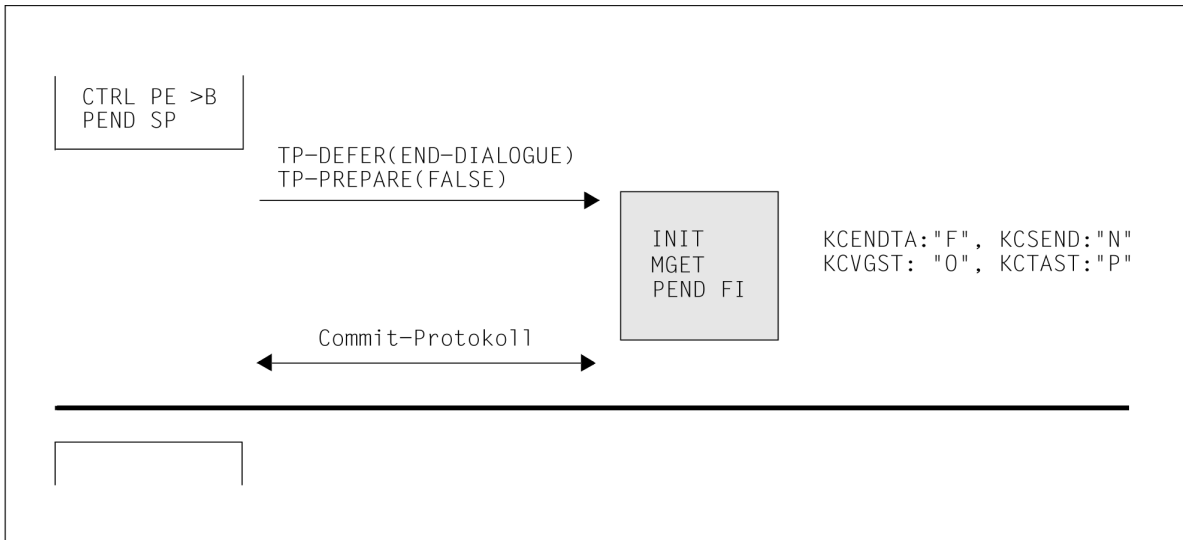 CTRL PE >B
PEND SP
TP-DEFER(END-DIALOGUE)
TP-PREPARE(FALSE)
INIT
MGET
PEND FI
KCENDTA:"F", KCSEND:"N"
KCVGST: "O", KCTAST:"P"
Commit-Protokoll